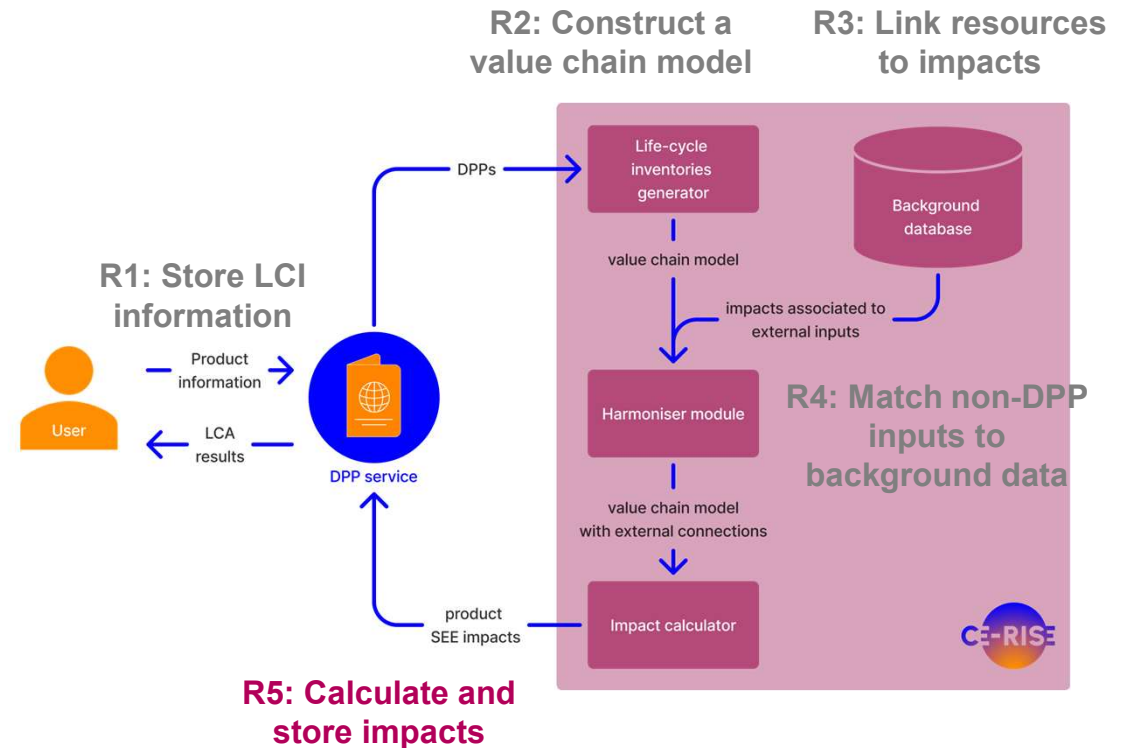 R2: Construct a
value chain model
R3: Link resources
to impacts
Life-cycle
inventories
generator
DPPs
Background
database
value chain model
R1: Store LCI
information
impacts associated to
external inputs
Product
information
User
LCA
results
DPP service
Harmoniser module
R4: Match non-DPP
inputs to
background data
value chain model
with external connections
product
SEE impacts
Impact calculator
CE-RISE
R5: Calculate and
store impacts